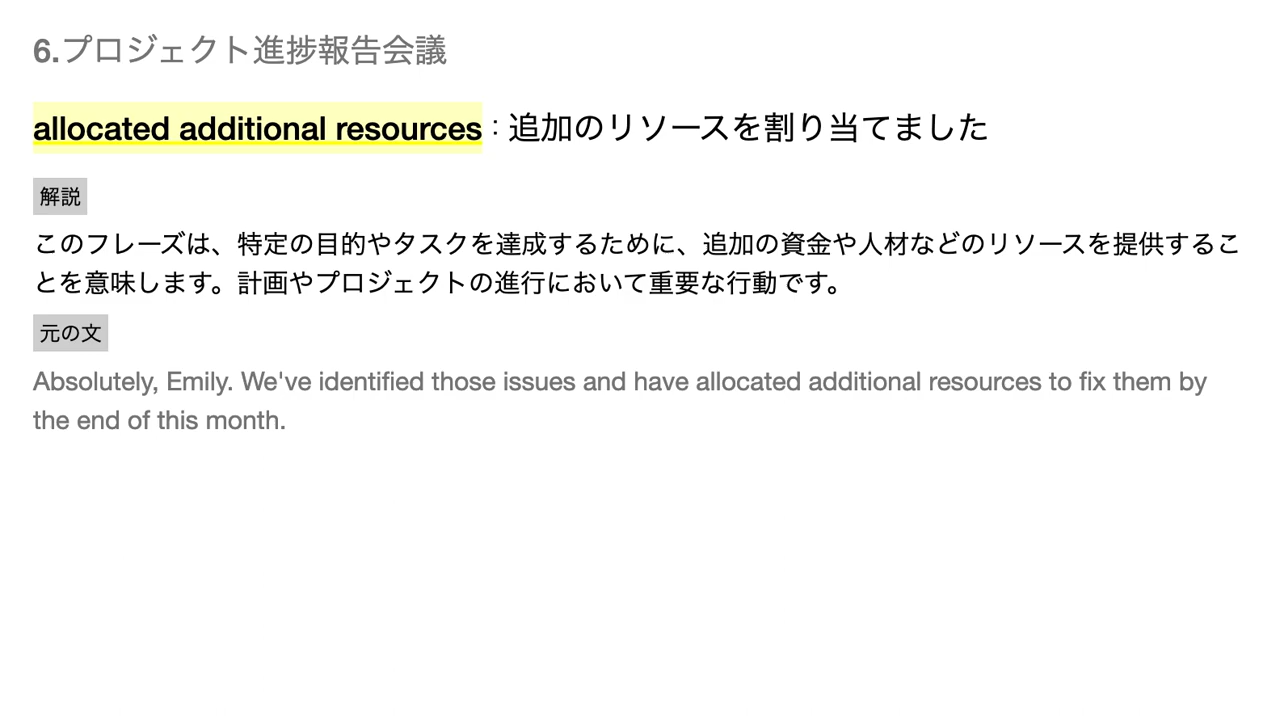 6.プロジェクト進捗報告会議
allocated additional resources：追加のリソースを割り当てました
解説
このフレーズは、特定の目的やタスクを達成するために、追加の資金や人材などのリソースを提供するこ
とを意味します。計画やプロジェクトの進行において重要な行動です。
元の文
Absolutely, Emily. We've identified those issues and have allocated additional resources to fix them by
the end of this month.